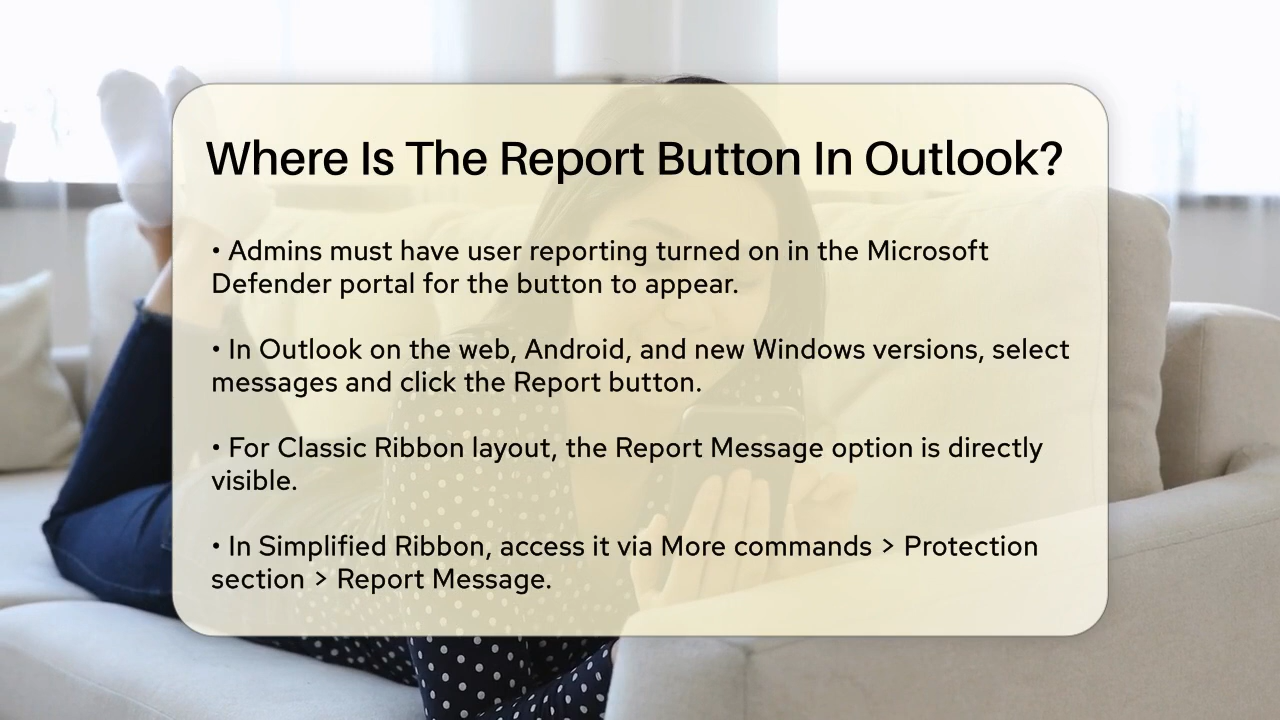 Where Is The Report Button In Outlook?
• Admins must have user reporting turned on in the Microsoft
Defender portal for the button to appear.
• In Outlook on the web, Android, and new Windows versions, select
messages and click the Report button.
• For Classic Ribbon layout, the Report Message option is directly
visible.
• In Simplified Ribbon, access it via More commands > Protection
section > Report Message.